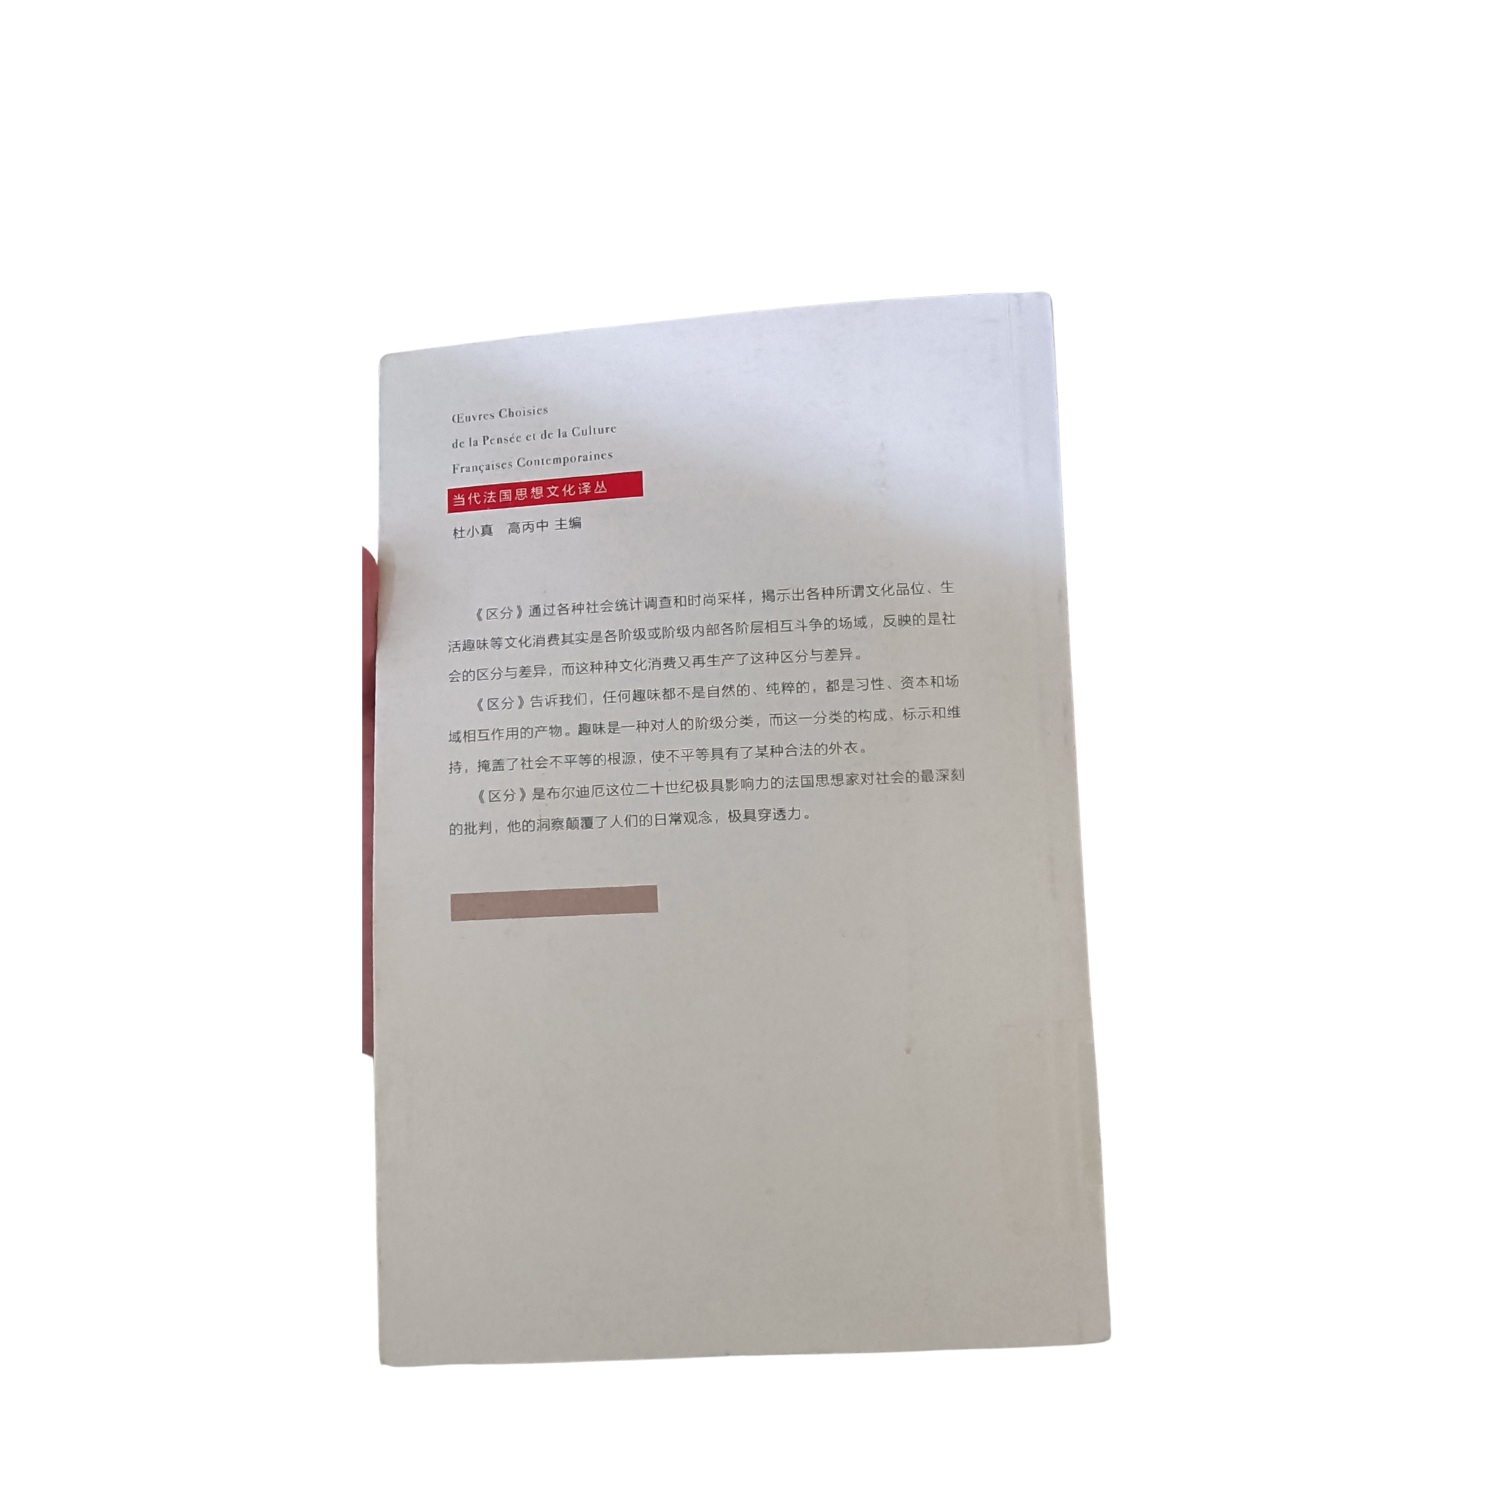 Œuvres Choisies
de la Pensée et de la Culture
Françaises Contemporaines
当代法国思想文化译丛
杜小真 高丙中 主编
《区分》通过各种社会统计调查和时尚采样，揭示出各种所谓文化品位、生
活趣味等文化消费其实是各阶级或阶级内部各阶层相互斗争的场域，反映的是社
会的区分与差异，而这种种文化消费又再生产了这种区分与差异。
《区分》告诉我们，任何趣味都不是自然的、纯粹的，都是习性、资本和场
域相互作用的产物。趣味是一种对人的阶级分类，而这一分类的构成、标示和维
持，掩盖了社会不平等的根源，使不平等具有了某种合法的外衣。
《区分》是布尔迪厄这位二十世纪极具影响力的法国思想家对社会的最深刻
的批判，他的洞察颠覆了人们的日常观念，极具穿透力。